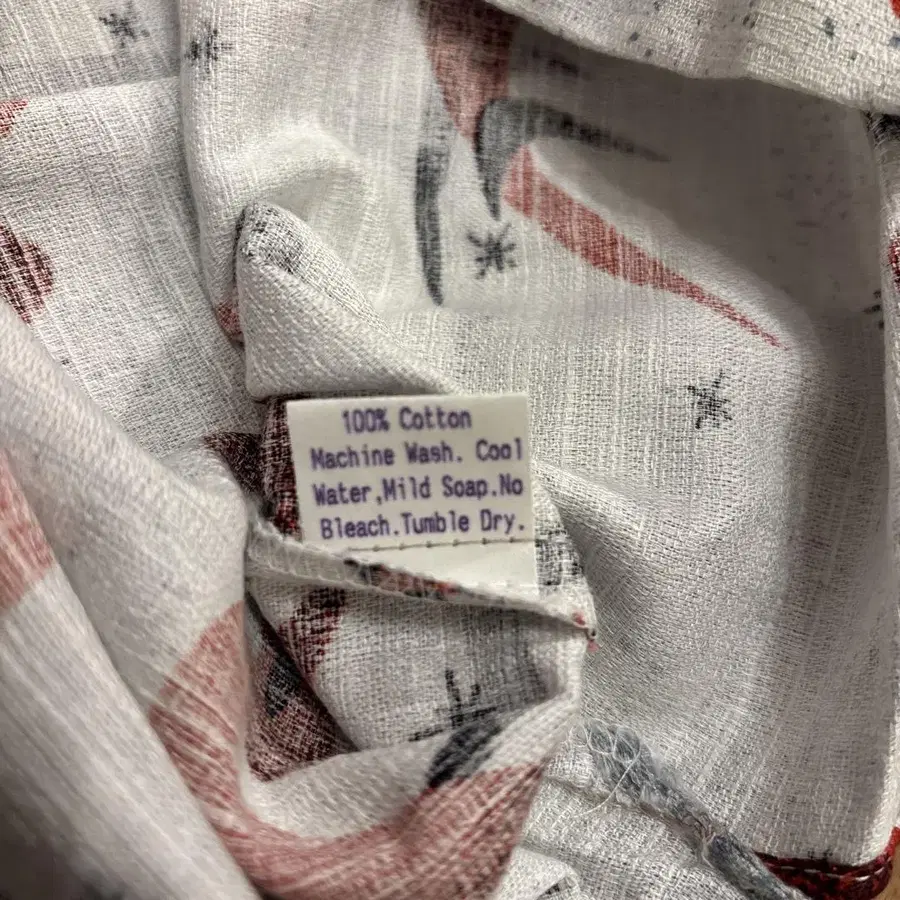 100% Cotton
Machine Wash. Cool
Water,Mild Soap.No
Bleach.Tumble Dry.